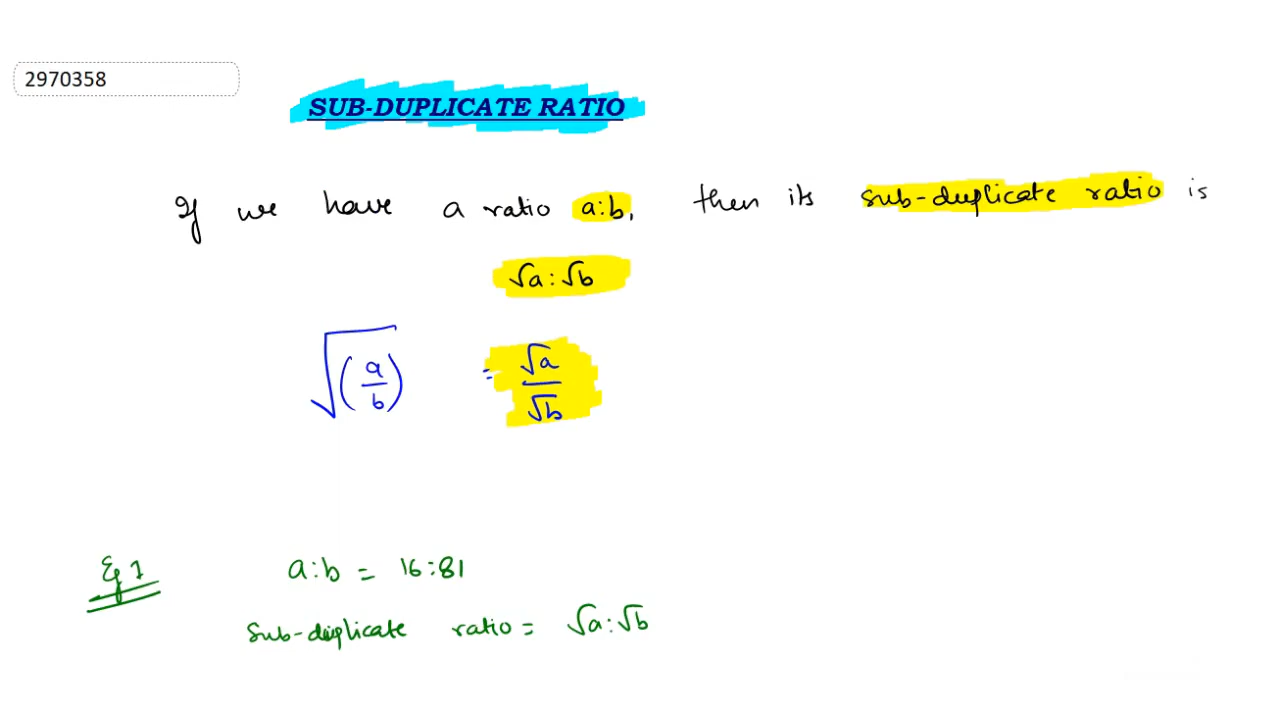 2970358
SUB-DUPLICATE RATIO
If we have a ratio a:b, then its sub-duplicate ratio is
√a:√b
√(a/b) = √a/√b
Eg 1 a:b = 16:81
Sub-duplicate ratio = √a:√b